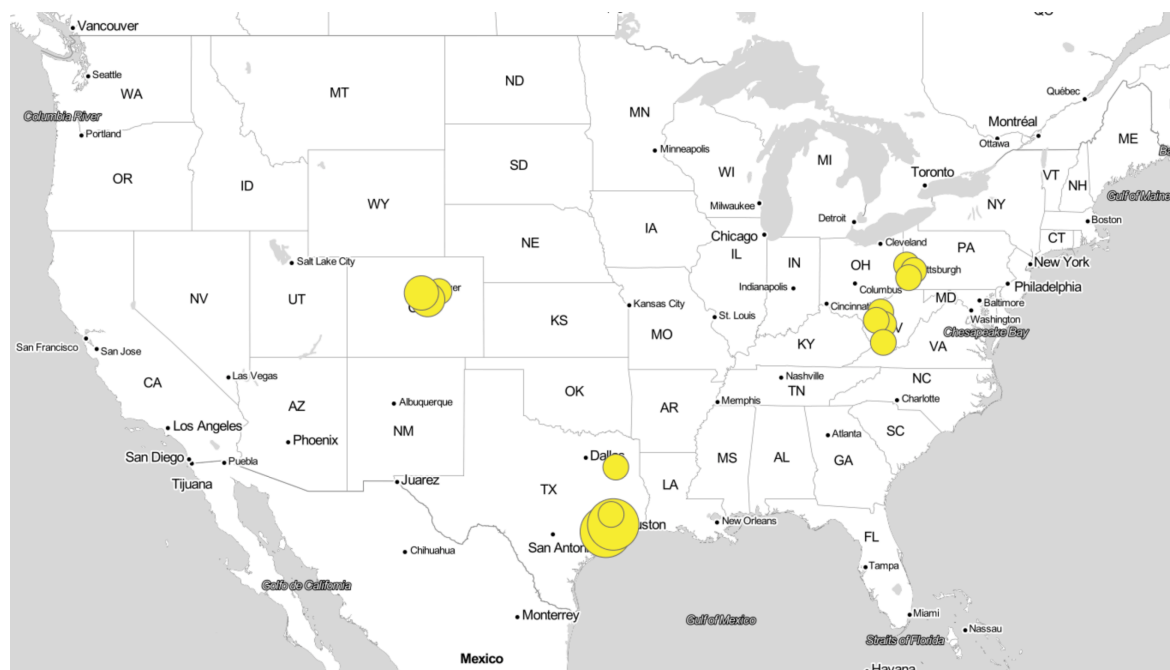 QC
Vancouver
Seattle
WA
MT
ND
MN
Québec
Columbia River
Portland
Montréal
Ottawa
ME
Minneapolis
SD
WI
MI
Toronto
VT
NH
OR
ID
WY
NY
Gulf of Maine
Milwaukee
Detroit
Boston
IA
Chicago
Cleveland
CT
NE
PA
Salt Lake City
IL
IN
OH
New York
ttsburgh
NV
UT
Indianapolis
Columbus
Philadelphia
MD
Baltimore
Kansas City
St. Louis
Cincinnati
Washington
KS
MO
V
Chesapeake Bay
San Francisco
San Jose
KY
VA
Las Vegas
Nashville
CA
OK
TN
NC
AZ
Albuquerque
AR
Memphis
Charlotte
Los Angeles
NM
SC
Phoenix
Atlanta
San Diego
Puebla
Dallas
MS
AL
GA
Tijuana
Juarez
TX
LA
uston
New Orleans
San Antoni
FL
Chihuahua
Tampa
Golfo de California
Monterrey
Gulf of Mexico
Miami
Nassau
Straits of Florida
Mexico
Havana